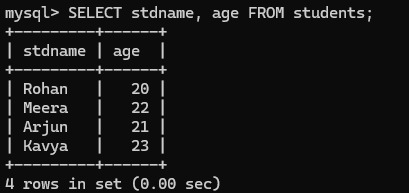 mysql> SELECT stdname, age FROM students;
+---------+------+
| stdname | age  |
+---------+------+
| Rohan   |   20 |
| Meera   |   22 |
| Arjun   |   21 |
| Kavya   |   23 |
+---------+------+
4 rows in set (0.00 sec)